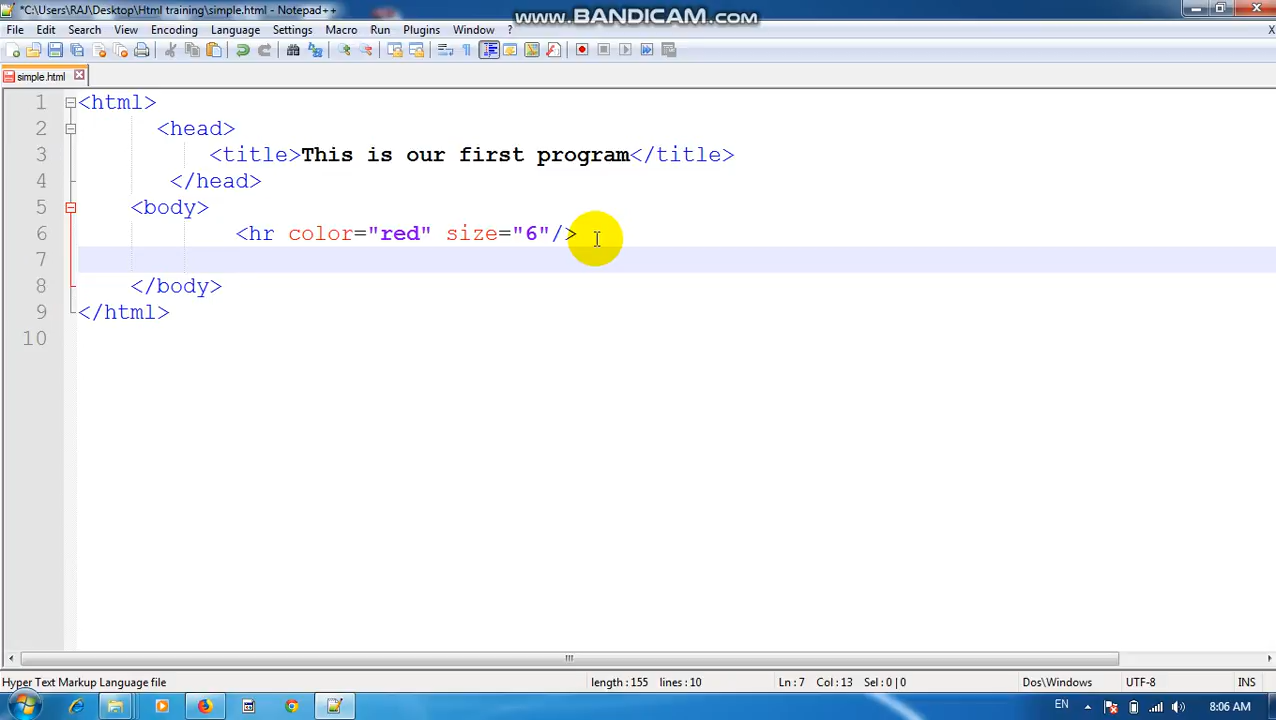 *C:\Users\RAJ\Desktop\Html training\simple.html - Notepad++
www.BANDICAM.com
File Edit Search View Encoding Language Settings Macro Run Plugins Window ? X
simple.html
1 <html>
2 <head>
3 <title>This is our first program</title>
4 </head>
5 <body>
6 <hr color="red" size="6"/>
7
8 </body>
9 </html>
10
Hyper Text Markup Language file length : 155 lines : 10 Ln : 7 Col : 13 Sel : 0 | 0 Dos\Windows UTF-8 INS
EN 8:06 AM